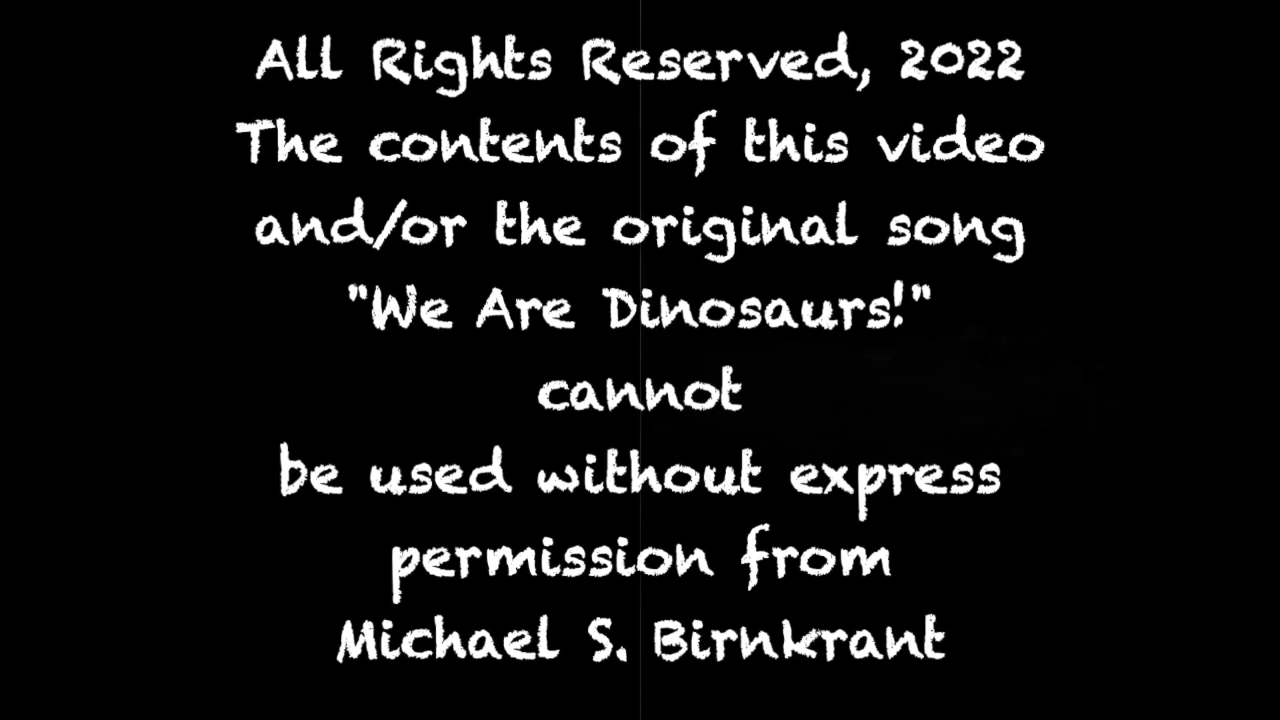 All Rights Reserved, 2022
The contents of this video
and/or the original song
"We Are Dinosaurs!"
cannot
be used without express
permission from
Michael S. Birnkrant